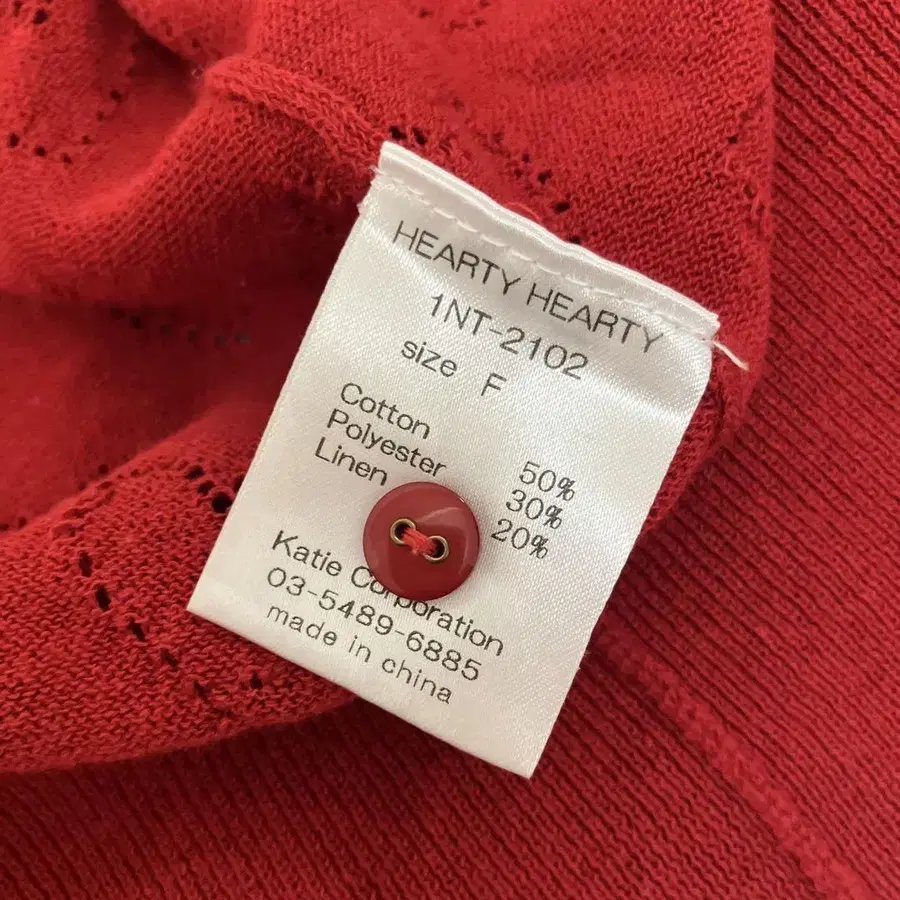 HEARTY HEARTY
1NT-2102
size F
Cotton 50%
Polyester 30%
Linen 20%
Katie Corporation
03-5489-6885
made in china